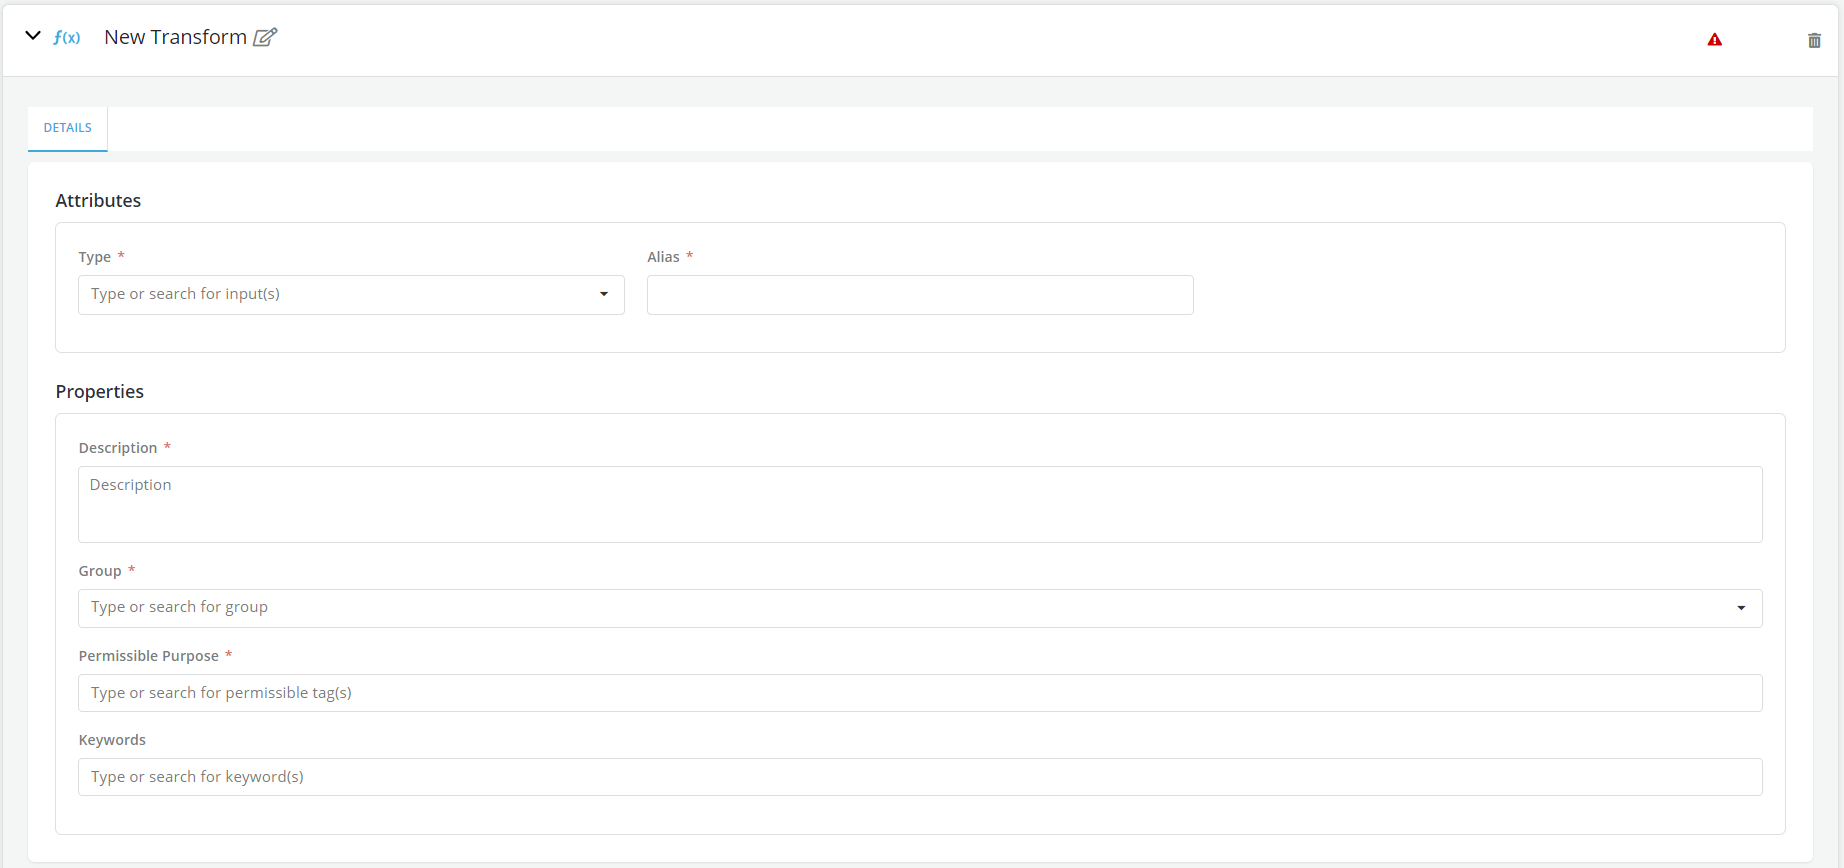 f(x) New Transform
DETAILS
Attributes
Type * Alias *
Type or search for input(s)
Properties
Description *
Description
Group *
Type or search for group
Permissible Purpose *
Type or search for permissible tag(s)
Keywords
Type or search for keyword(s)